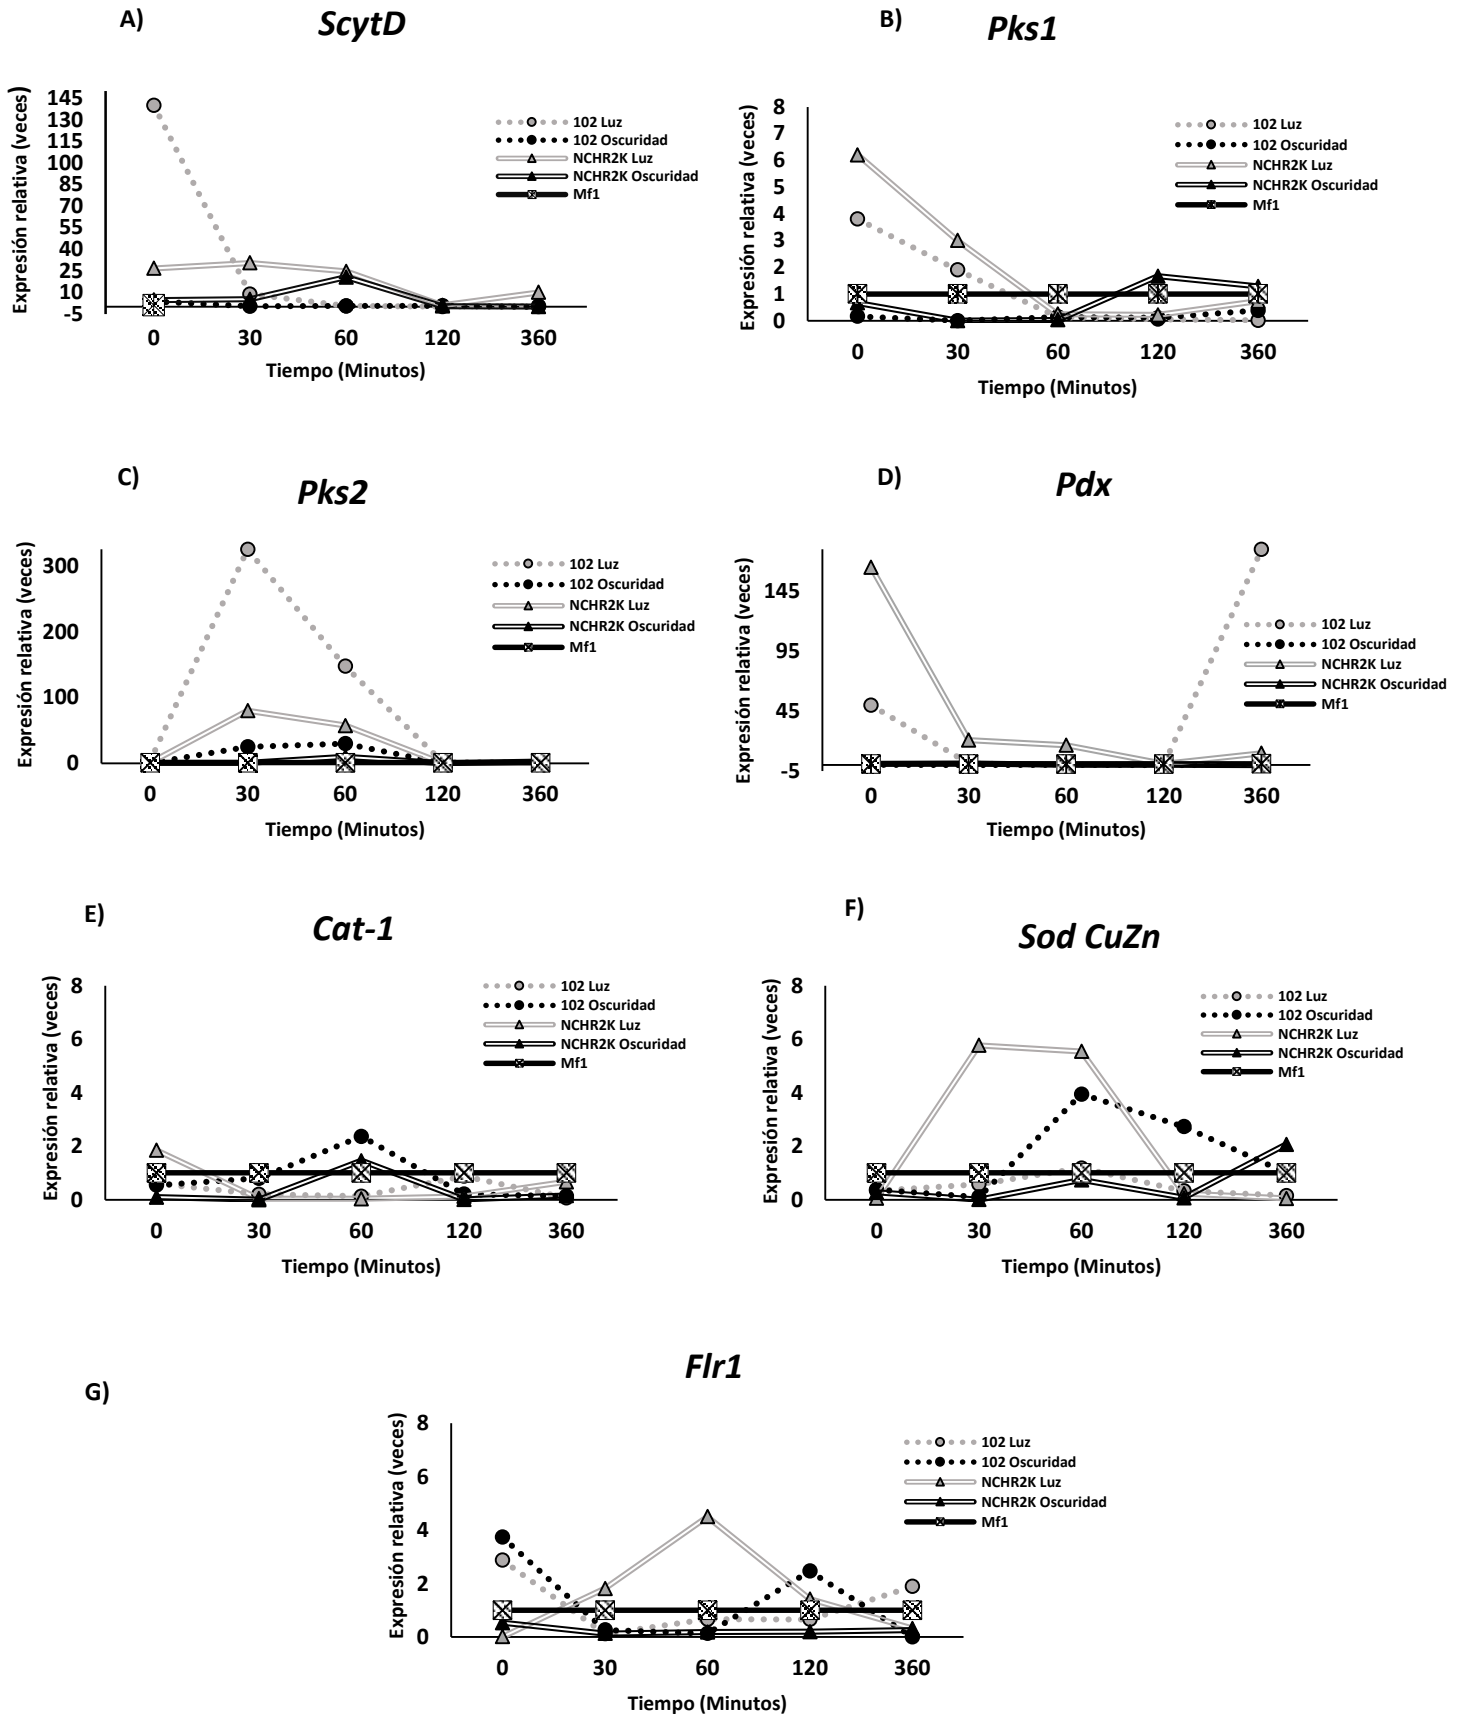 A)
ScytD
Expresión relativa (veces)
145
130
115
100
85
70
55
40
25
10
-5
0 30 60 120 360
Tiempo (Minutos)
102 Luz
102 Oscuridad
NCHR2K Luz
NCHR2K Oscuridad
Mf1
B)
Pks1
Expresión relativa (veces)
8
7
6
5
4
3
2
1
0
0 30 60 120 360
Tiempo (Minutos)
102 Luz
102 Oscuridad
NCHR2K Luz
NCHR2K Oscuridad
Mf1
C)
Pks2
Expresión relativa (veces)
300
200
100
0
0 30 60 120 360
Tiempo (Minutos)
102 Luz
102 Oscuridad
NCHR2K Luz
NCHR2K Oscuridad
Mf1
D)
Pdx
Expresión relativa (veces)
145
95
45
-5
0 30 60 120 360
Tiempo (Minutos)
102 Luz
102 Oscuridad
NCHR2K Luz
NCHR2K Oscuridad
Mf1
E)
Cat-1
Expresión relativa (veces)
8
6
4
2
0
0 30 60 120 360
Tiempo (Minutos)
102 Luz
102 Oscuridad
NCHR2K Luz
NCHR2K Oscuridad
Mf1
F)
Sod CuZn
Expresión relativa (veces)
8
6
4
2
0
0 30 60 120 360
Tiempo (Minutos)
102 Luz
102 Oscuridad
NCHR2K Luz
NCHR2K Oscuridad
Mf1
G)
Flr1
Expresión relativa (veces)
8
6
4
2
0
0 30 60 120 360
Tiempo (Minutos)
102 Luz
102 Oscuridad
NCHR2K Luz
NCHR2K Oscuridad
Mf1